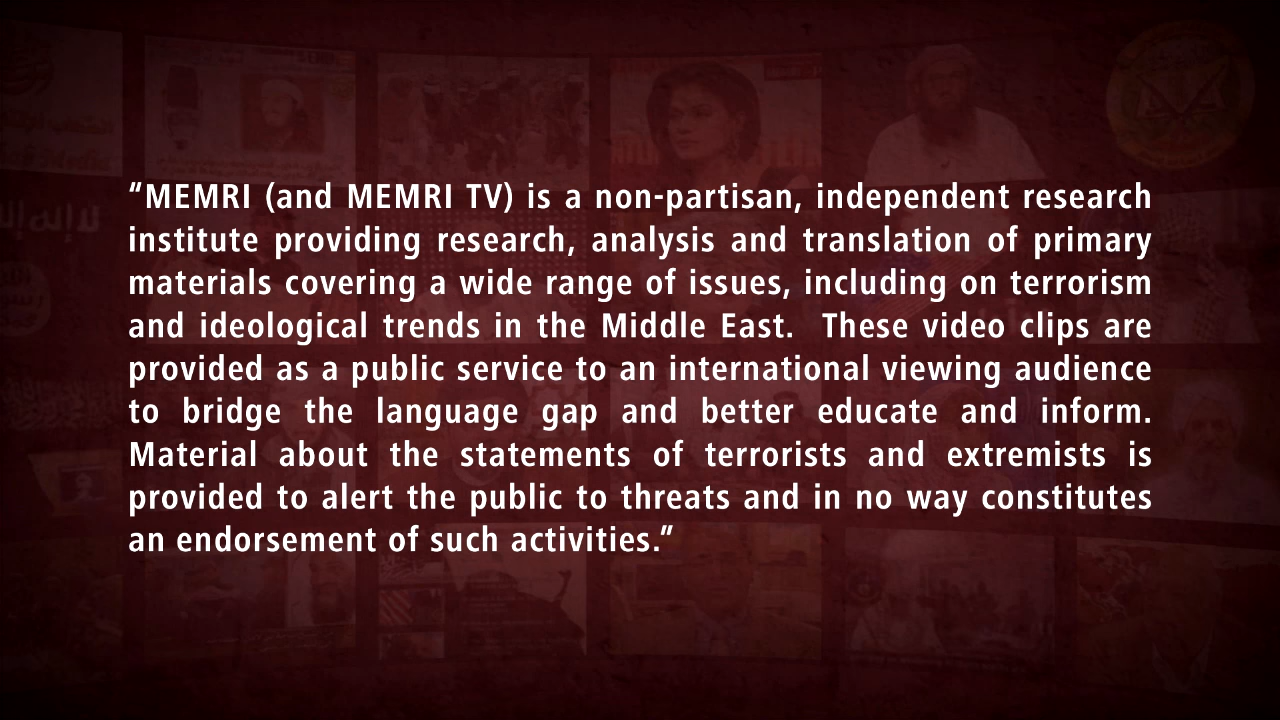 “MEMRI (and MEMRI TV) is a non-partisan, independent research
institute providing research, analysis and translation of primary
materials covering a wide range of issues, including on terrorism
and ideological trends in the Middle East.  These video clips are
provided as a public service to an international viewing audience
to bridge the language gap and better educate and inform.
Material about the statements of terrorists and extremists is
provided to alert the public to threats and in no way constitutes
an endorsement of such activities.”